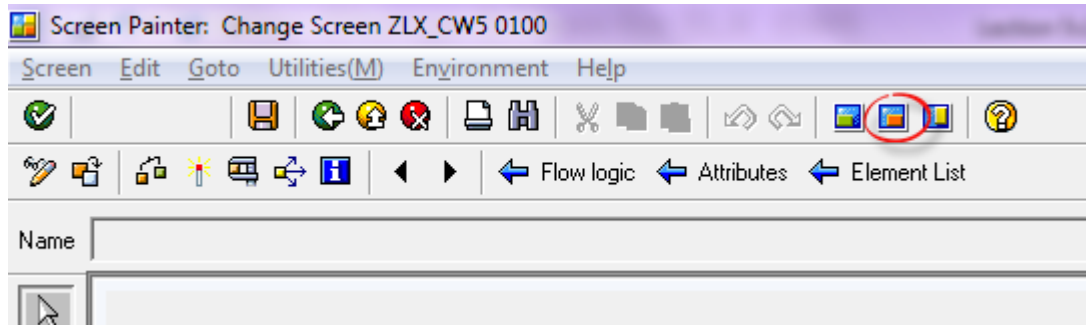 Screen Painter: Change Screen ZLX_CW5 0100
Screen Edit Goto Utilities(M) Environment Help
Flow logic Attributes Element List
Name